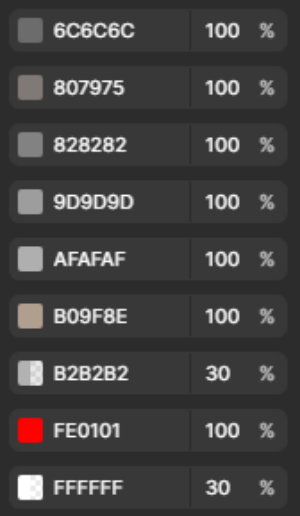 6C6C6C 100 %
807975 100 %
828282 100 %
9D9D9D 100 %
AFAFAF 100 %
B09F8E 100 %
B2B2B2 30 %
FE0101 100 %
FFFFFF 30 %